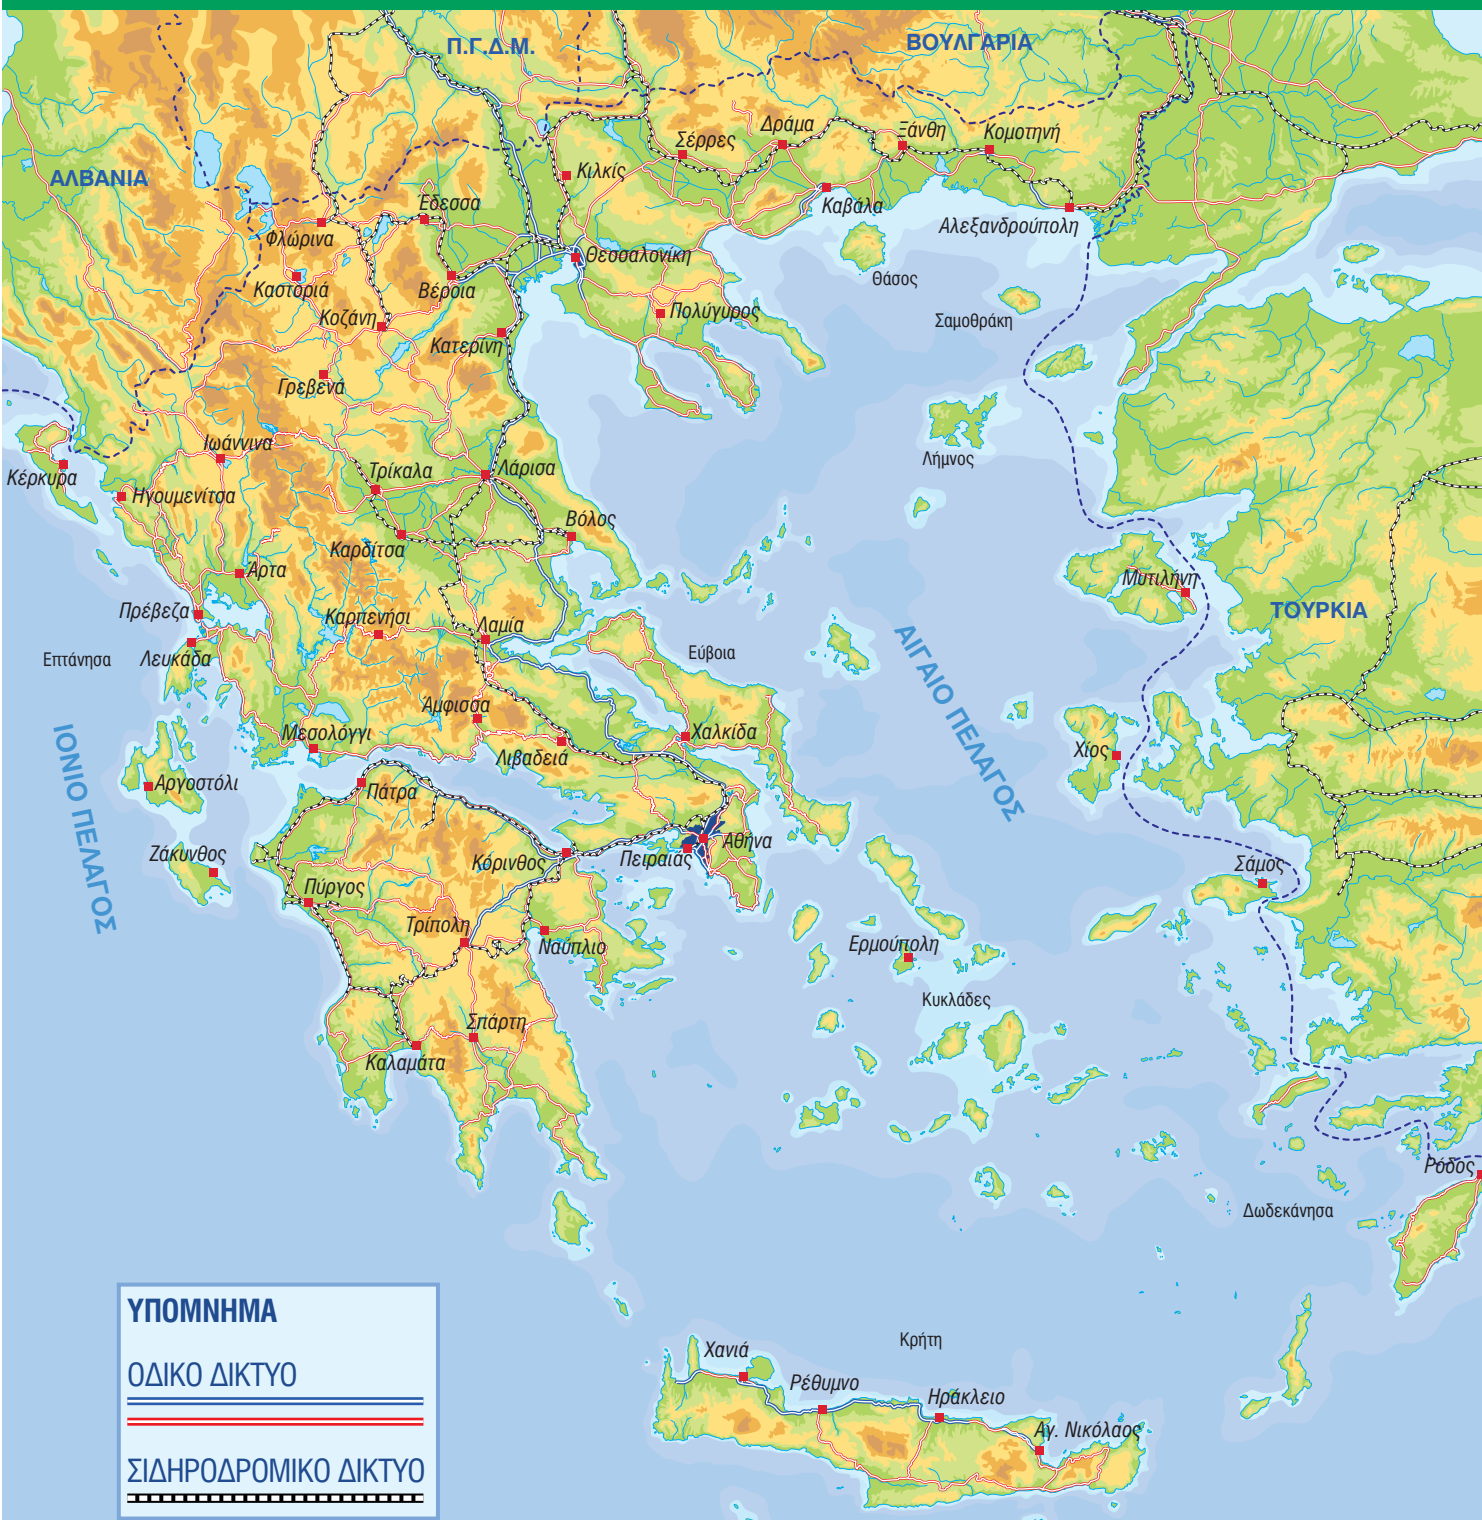 Π.Γ.Δ.Μ.
ΒΟΥΛΓΑΡΙΑ
ΑΛΒΑΝΙΑ
Σέρρες
Δράμα
Ξάνθη
Κομοτηνή
Κιλκίς
Καβάλα
Αλεξανδρούπολη
Έδεσσα
Φλώρινα
Θεσσαλονίκη
Θάσος
Καστοριά
Βέροια
Κοζάνη
Πολύγυρος
Σαμοθράκη
Κατερίνη
Γρεβενά
Ιωάννινα
Κέρκυρα
Ηγουμενίτσα
Τρίκαλα
Λάρισα
Λήμνος
Βόλος
Καρδίτσα
Άρτα
Μυτιλήνη
Πρέβεζα
Καρπενήσι
Λαμία
ΤΟΥΡΚΙΑ
Επτάνησα
Λευκάδα
Εύβοια
ΑΙΓΑΙΟ ΠΕΛΑΓΟΣ
Άμφισσα
Μεσολόγγι
Λιβαδειά
Χαλκίδα
Χίος
ΙΟΝΙΟ ΠΕΛΑΓΟΣ
Αργοστόλι
Πάτρα
Ζάκυνθος
Κόρινθος
Πειραιάς
Αθήνα
Σάμος
Πύργος
Τρίπολη
Ναύπλιο
Ερμούπολη
Κυκλάδες
Σπάρτη
Καλαμάτα
Ρόδος
Δωδεκάνησα
Κρήτη
Χανιά
Ρέθυμνο
Ηράκλειο
Αγ. Νικόλαος
ΥΠΟΜΝΗΜΑ
ΟΔΙΚΟ ΔΙΚΤΥΟ
ΣΙΔΗΡΟΔΡΟΜΙΚΟ ΔΙΚΤΥΟ